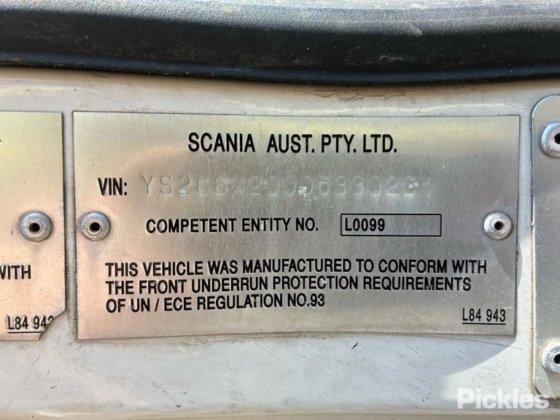 SCANIA AUST. PTY. LTD.
VIN:
COMPETENT ENTITY NO. L0099
THIS VEHICLE WAS MANUFACTURED TO CONFORM WITH
THE FRONT UNDERRUN PROTECTION REQUIREMENTS
OF UN / ECE REGULATION NO.93
L84 943
WITH
L84 943
Pickles